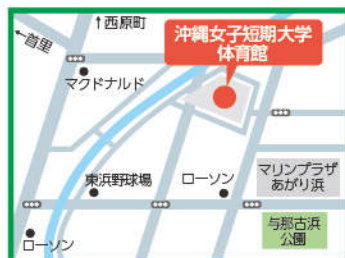 ↑西原町
←首里
沖縄女子短期大学
体育館
マクドナルド
東浜野球場
ローソン
マリンプラザ
あがり浜
与那古浜
公園
ローソン